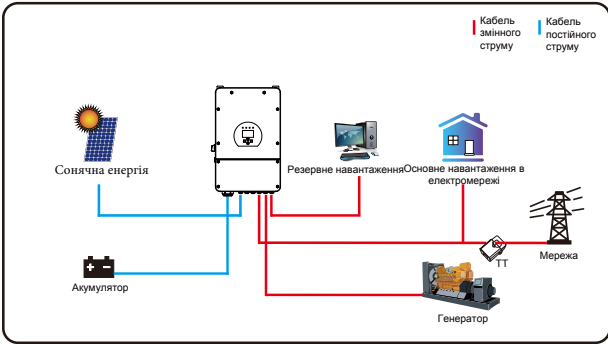 Кабель
змінного
струму
Кабель
постійного
струму
Сонячна енергія
Резервне навантаження
Основне навантаження в
електромережі
ТТ
Мережа
Акумулятор
Генератор